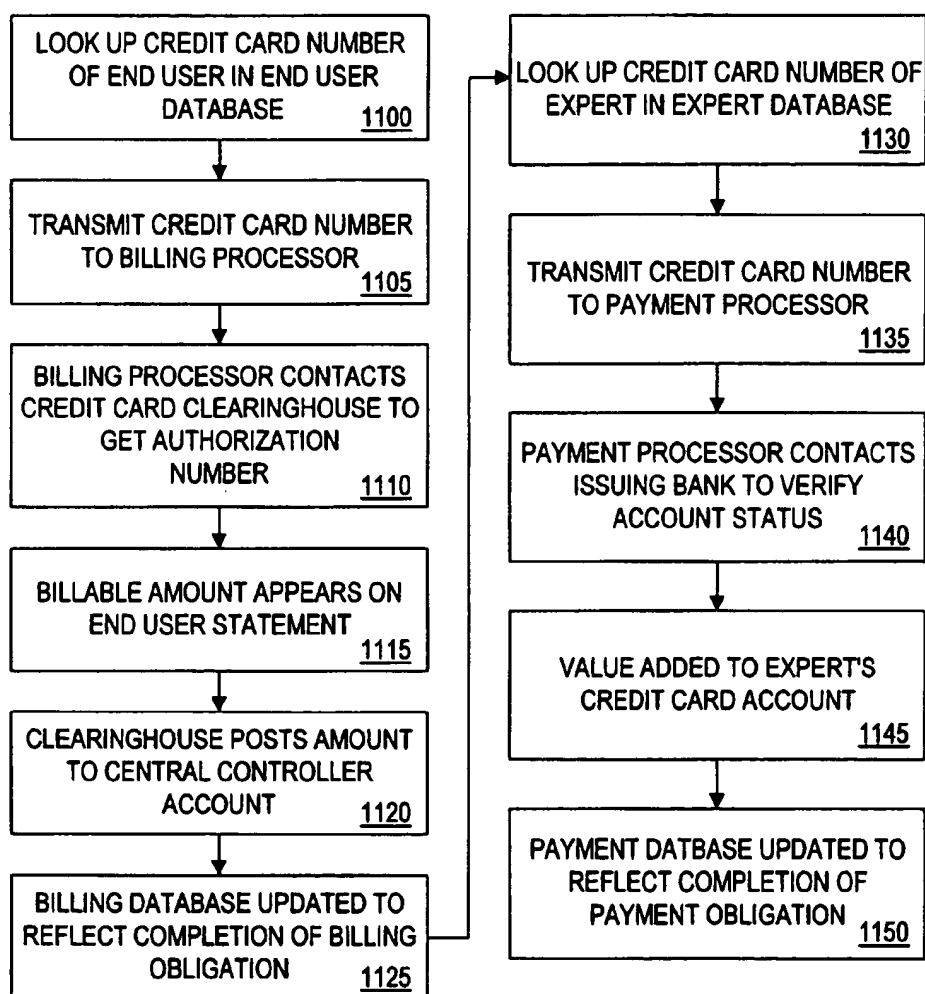 LOOK UP CREDIT CARD NUMBER
OF END USER IN END USER
DATABASE
1100
TRANSMIT CREDIT CARD NUMBER
TO BILLING PROCESSOR
1105
BILLING PROCESSOR CONTACTS
CREDIT CARD CLEARINGHOUSE TO
GET AUTHORIZATION
NUMBER
1110
BILLABLE AMOUNT APPEARS ON
END USER STATEMENT
1115
CLEARINGHOUSE POSTS AMOUNT
TO CENTRAL CONTROLLER
ACCOUNT
1120
BILLING DATABASE UPDATED TO
REFLECT COMPLETION OF BILLING
OBLIGATION
1125
LOOK UP CREDIT CARD NUMBER OF
EXPERT IN EXPERT DATABASE
1130
TRANSMIT CREDIT CARD NUMBER
TO PAYMENT PROCESSOR
1135
PAYMENT PROCESSOR CONTACTS
ISSUING BANK TO VERIFY
ACCOUNT STATUS
1140
VALUE ADDED TO EXPERT'S
CREDIT CARD ACCOUNT
1145
PAYMENT DATBASE UPDATED TO
REFLECT COMPLETION OF
PAYMENT OBLIGATION
1150